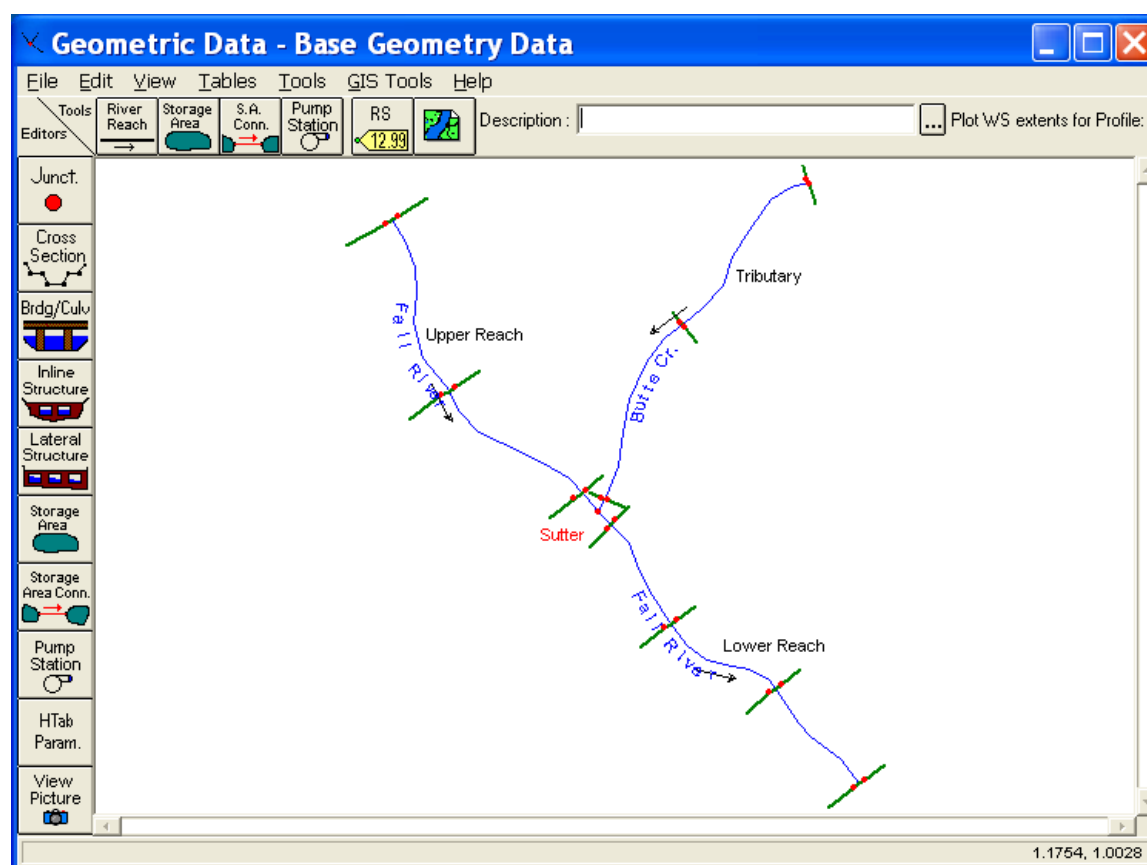 Geometric Data - Base Geometry Data
File Edit View Tables Tools GIS Tools Help
Tools
Editors
River
Reach
Storage
Area
S.A.
Conn.
Pump
Station
RS
12.99
Description :
...
Plot WS extents for Profile:
Junct.
Cross
Section
Brdg/Culv
Inline
Structure
Lateral
Structure
Storage
Area
Storage
Area Conn.
Pump
Station
HTab
Param.
View
Picture
Tributary
Fall River
Upper Reach
Butte Cr.
Sutter
Fall River
Lower Reach
1.1754, 1.0028